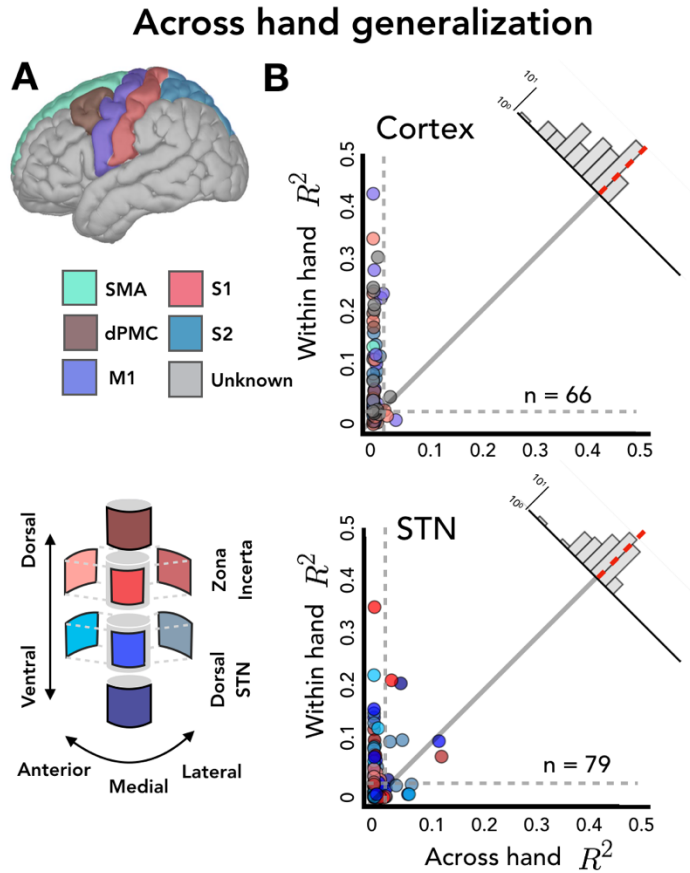 Across hand generalization
A
B
SMA
S1
dPMC
S2
M1
Unknown
Cortex
10⁰
10¹
Within hand R²
0.5
0.4
0.3
0.2
0.1
0
n = 66
0 0.1 0.2 0.3 0.4 0.5
Dorsal
Ventral
Zona
Incerta
Dorsal
STN
Anterior
Medial
Lateral
STN
10⁰
10¹
Within hand R²
0.5
0.4
0.3
0.2
0.1
0
n = 79
0 0.1 0.2 0.3 0.4 0.5
Across hand R²